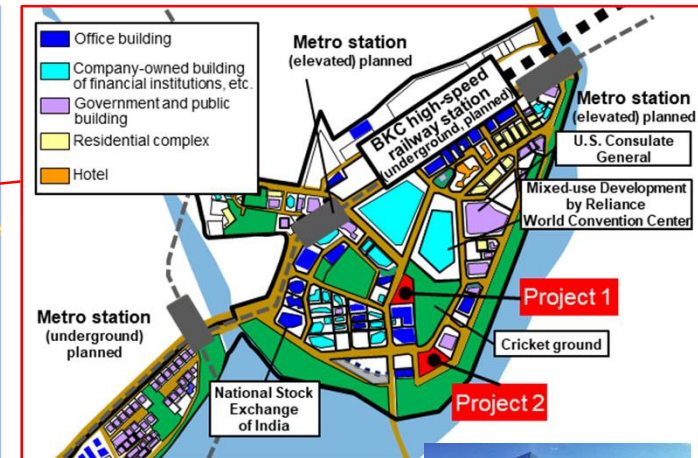 Office building
Company-owned building
of financial institutions, etc.
Government and public
building
Residential complex
Hotel
Metro station
(elevated) planned
BKC high-speed
railway station
(underground, planned)
Metro station
(elevated) planned
U.S. Consulate
General
Mixed-use Development
by Reliance
World Convention Center
Project 1
Metro station
(underground)
planned
Cricket ground
National Stock
Exchange
of India
Project 2